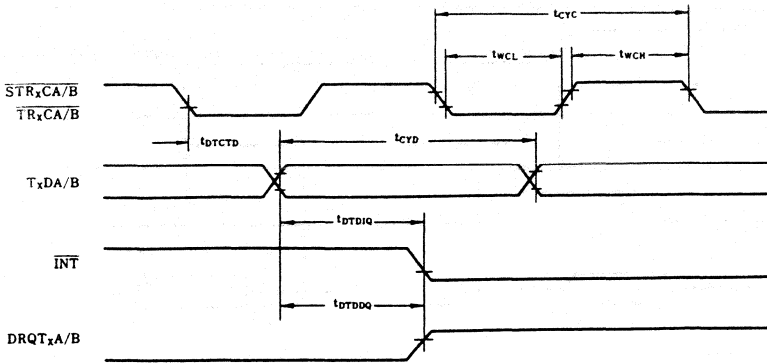 tCYC
tWCL
tWCH
STRxCA/B
TRxCA/B
tDTCTD
tCYD
TxDA/B
tDTDIQ
INT
tDTDDQ
DRQTxA/B